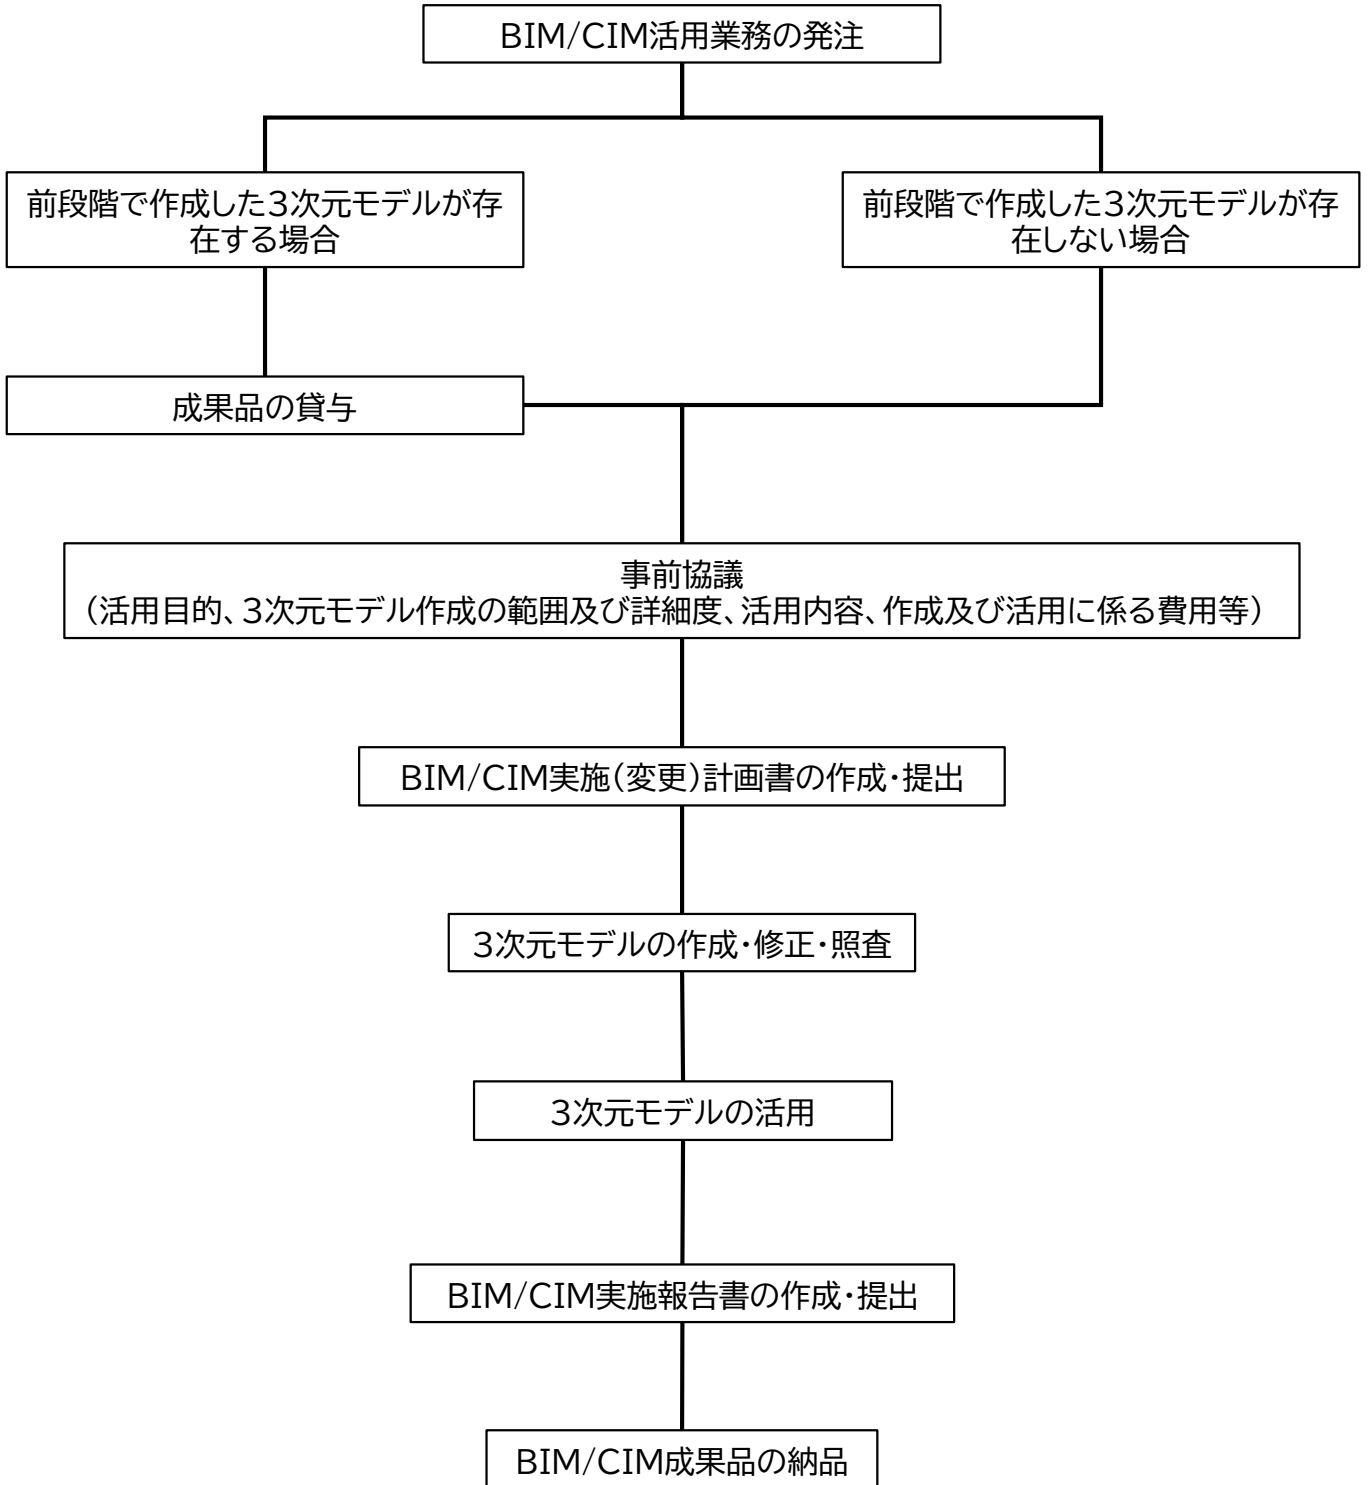 BIM/CIM活用業務の発注
前段階で作成した3次元モデルが存
在する場合
前段階で作成した3次元モデルが存
在しない場合
成果品の貸与
事前協議
（活用目的、3次元モデル作成の範囲及び詳細度、活用内容、作成及び活用に係る費用等）
BIM/CIM実施（変更）計画書の作成・提出
3次元モデルの作成・修正・照査
3次元モデルの活用
BIM/CIM実施報告書の作成・提出
BIM/CIM成果品の納品